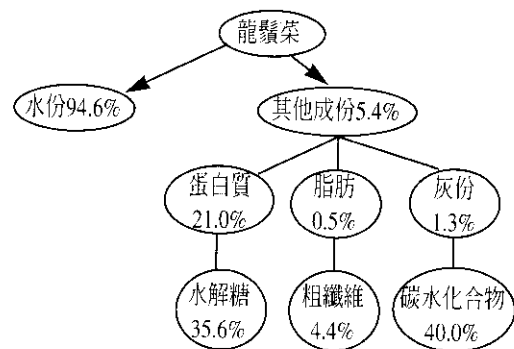 龍鬚菜
水份94.6%
其他成份5.4%
蛋白質
21.0%
脂肪
0.5%
灰份
1.3%
水解糖
35.6%
粗纖維
4.4%
碳水化合物
40.0%